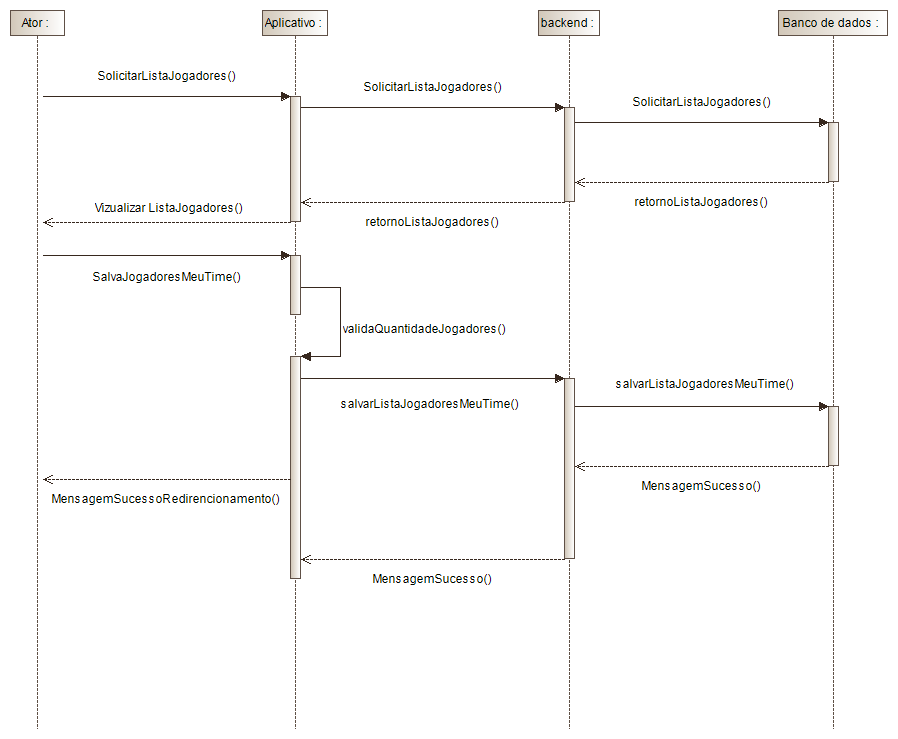 Ator :
Aplicativo :
backend :
Banco de dados :
SolicitarListaJogadores()
SolicitarListaJogadores()
SolicitarListaJogadores()
Vizualizar ListaJogadores()
retornoListaJogadores()
retornoListaJogadores()
SalvaJogadoresMeuTime()
validaQuantidadeJogadores()
salvarListaJogadoresMeuTime()
salvarListaJogadoresMeuTime()
MensagemSucessoRedirencionamento()
MensagemSucesso()
MensagemSucesso()